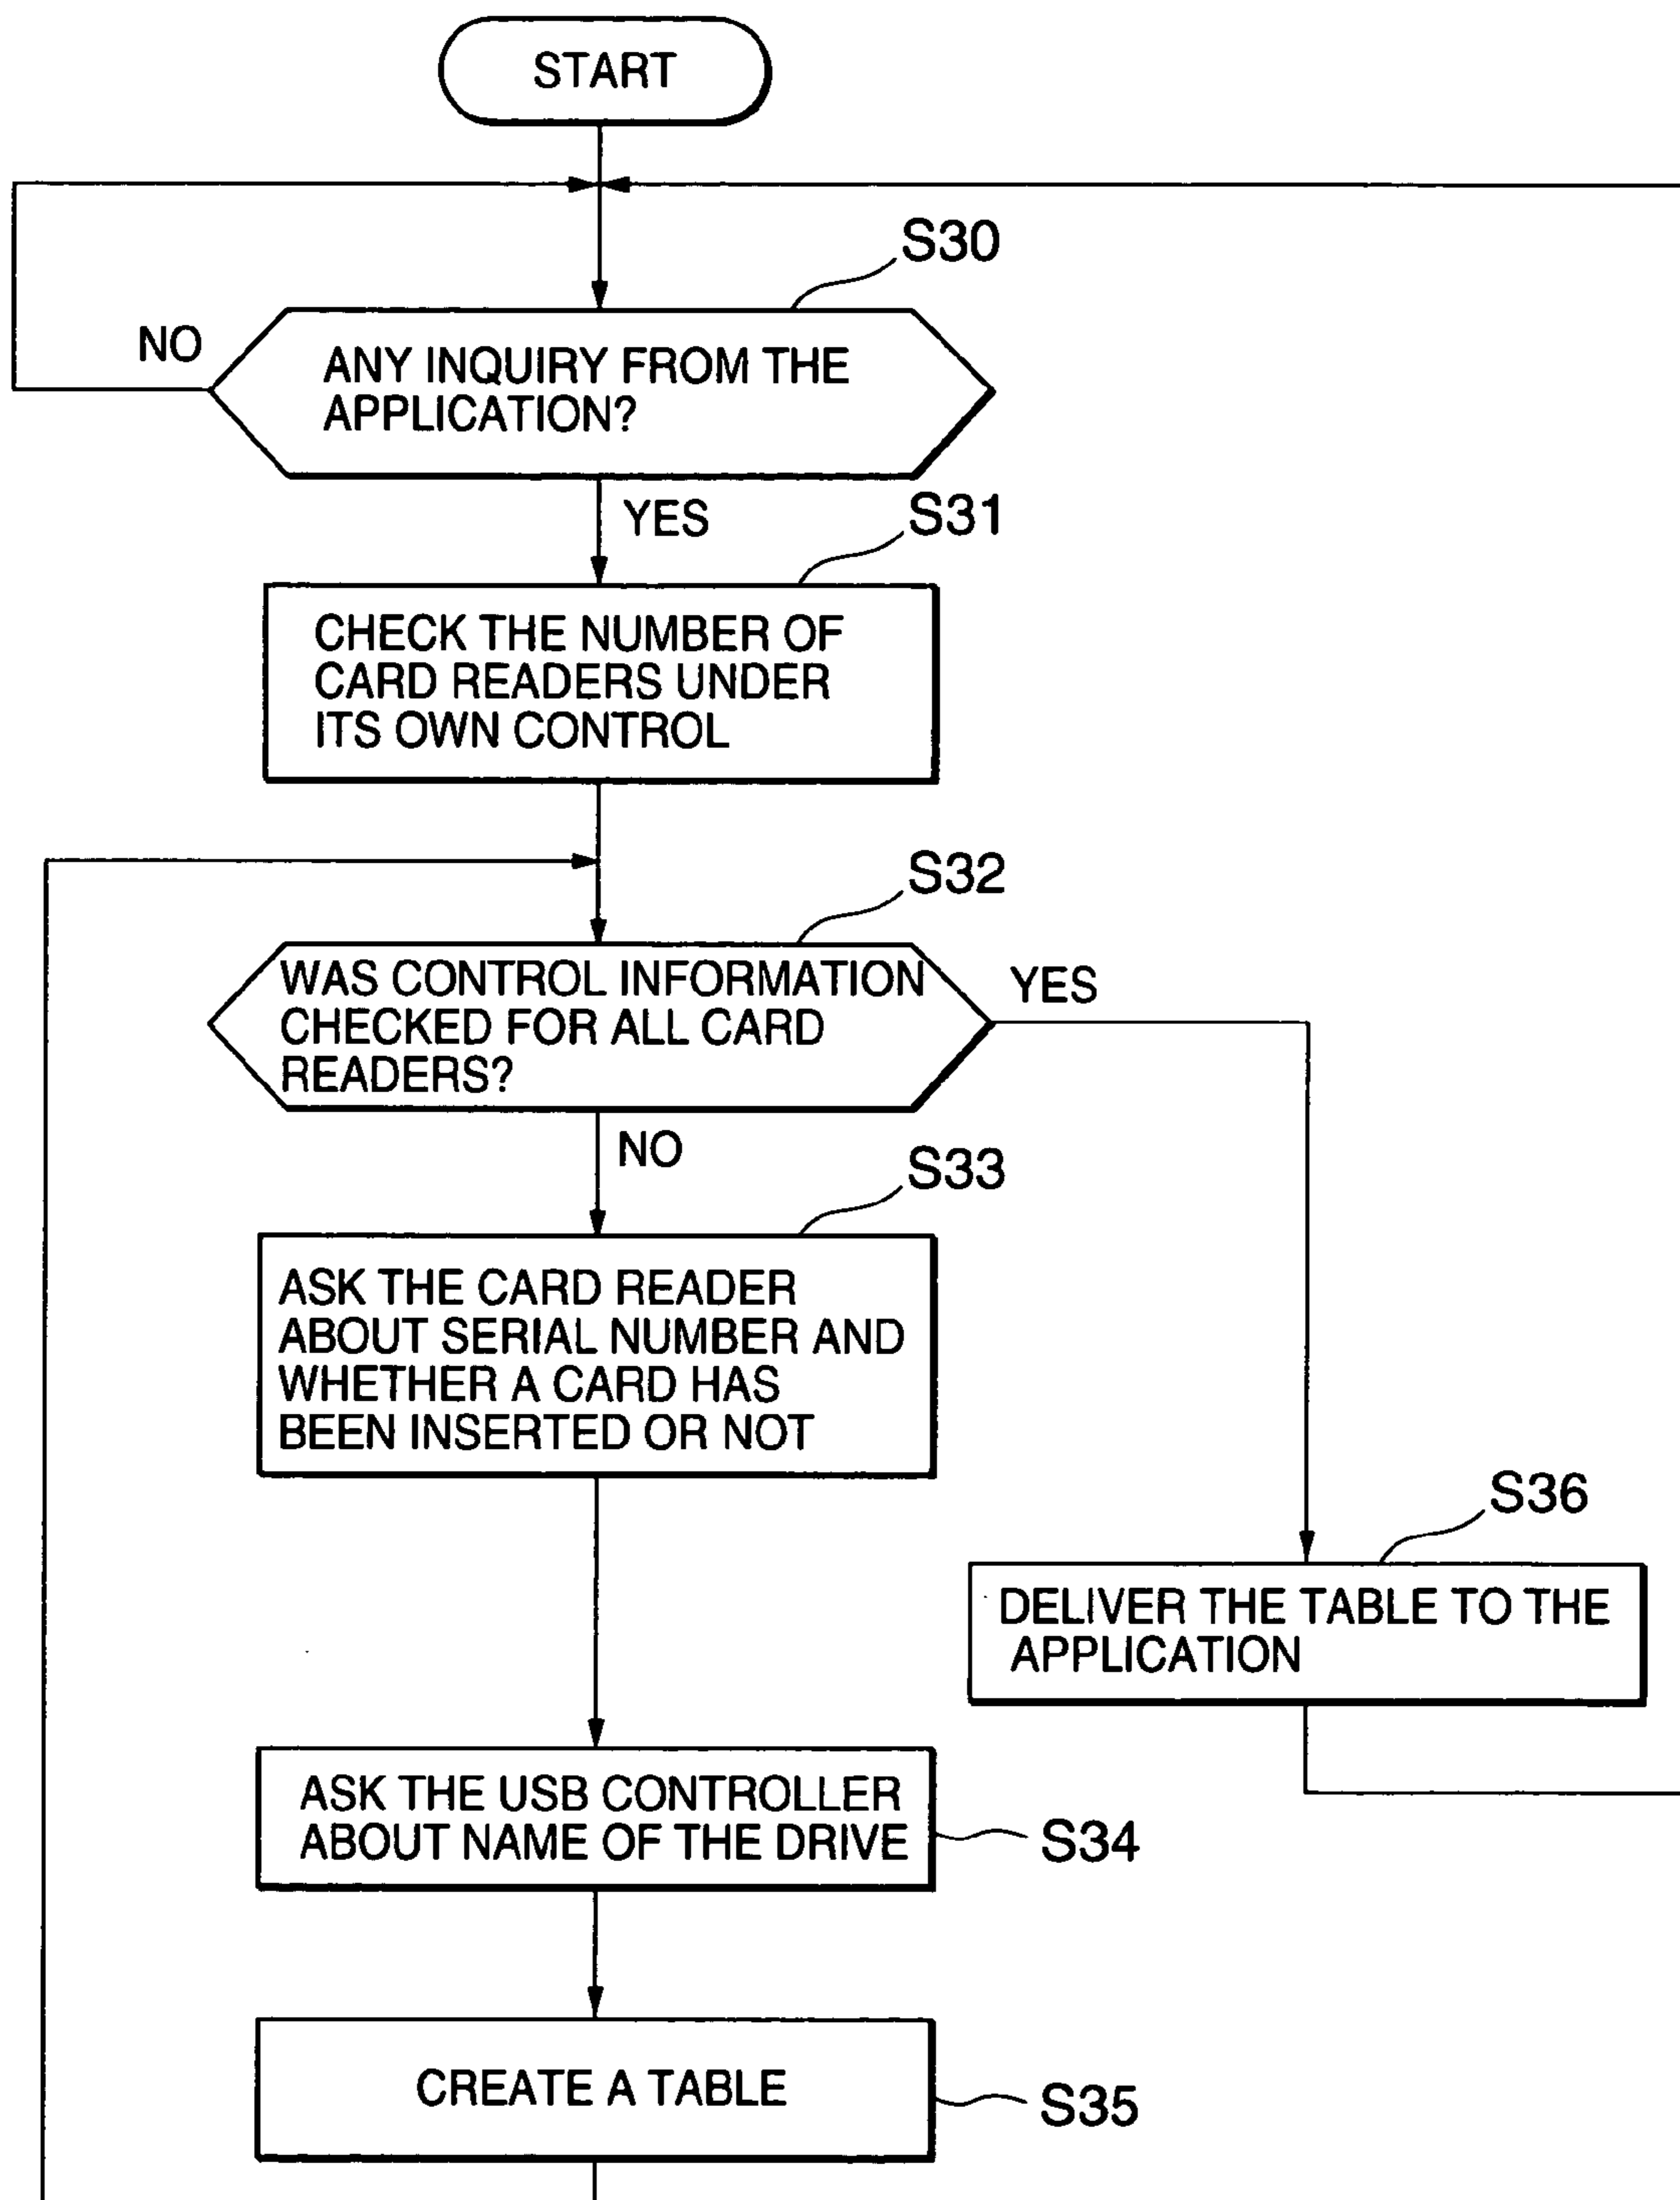 START
S30
NO
ANY INQUIRY FROM THE
APPLICATION?
YES
S31
CHECK THE NUMBER OF
CARD READERS UNDER
ITS OWN CONTROL
S32
WAS CONTROL INFORMATION
CHECKED FOR ALL CARD
READERS?
YES
NO
S33
ASK THE CARD READER
ABOUT SERIAL NUMBER AND
WHETHER A CARD HAS
BEEN INSERTED OR NOT
S36
DELIVER THE TABLE TO THE
APPLICATION
ASK THE USB CONTROLLER
ABOUT NAME OF THE DRIVE
S34
CREATE A TABLE
S35